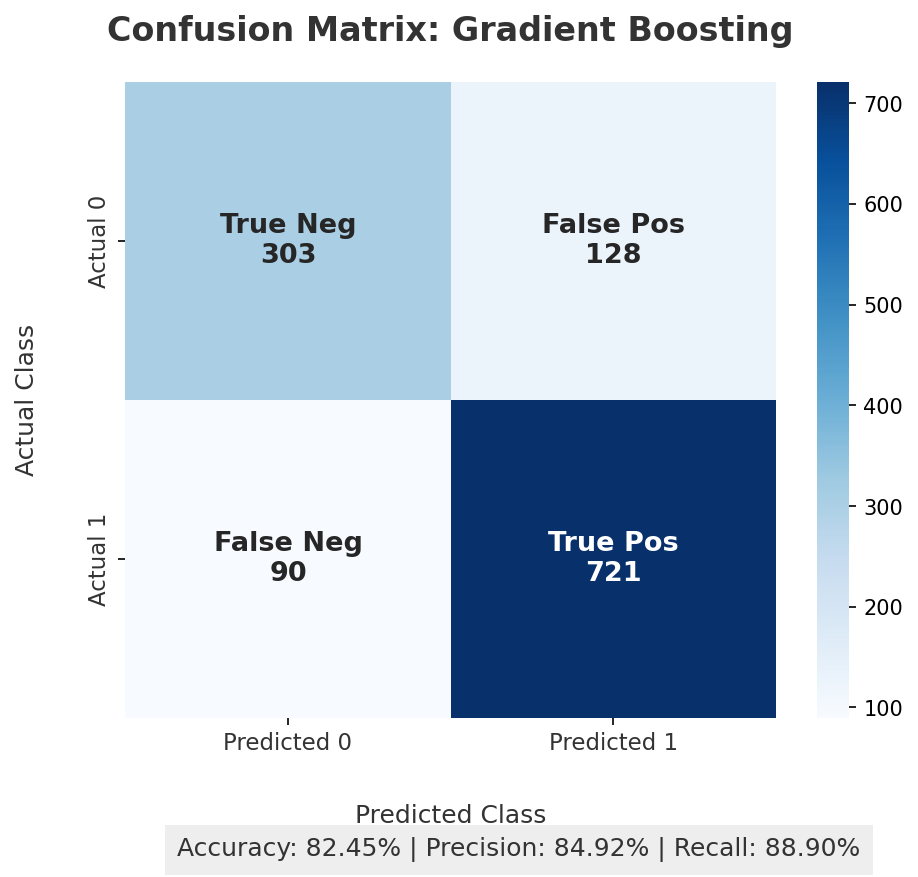 Confusion Matrix: Gradient Boosting
Actual Class
Actual 0
True Neg
303
False Pos
128
Actual 1
False Neg
90
True Pos
721
Predicted 0
Predicted 1
Predicted Class
700
600
500
400
300
200
100
Accuracy: 82.45% | Precision: 84.92% | Recall: 88.90%